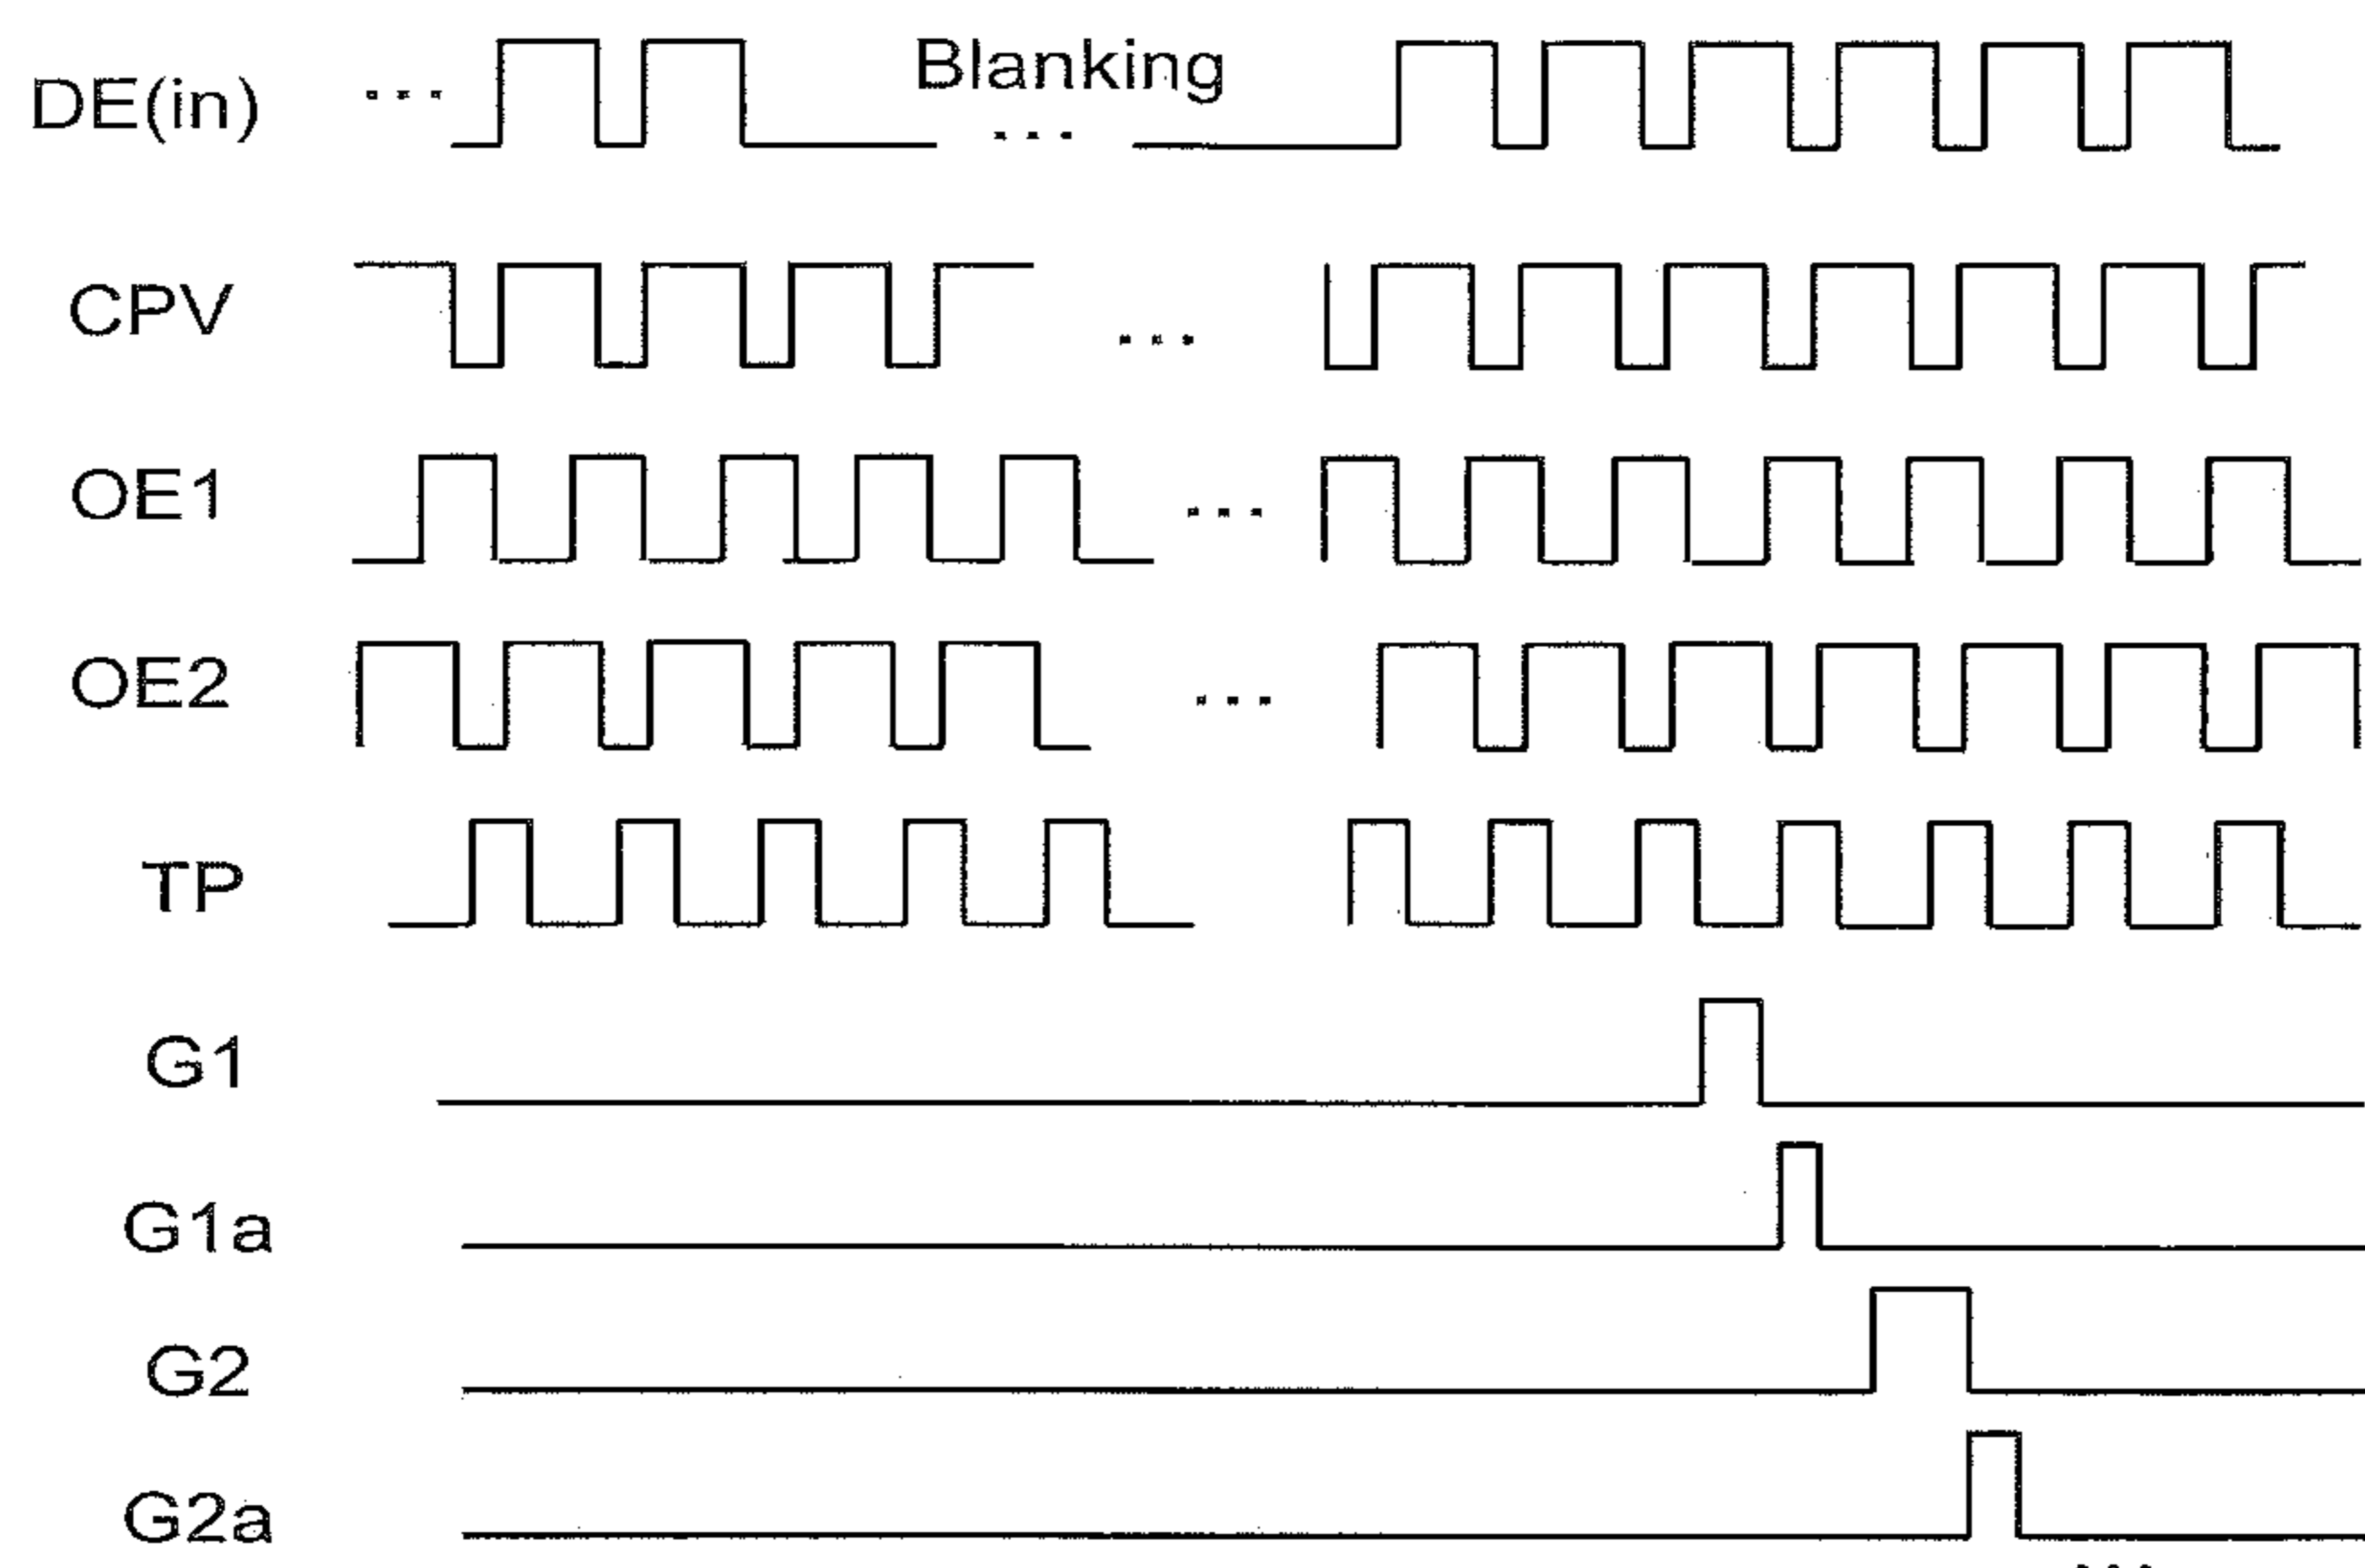 DE(in) ... Blanking
...
CPV ...
OE1 ...
OE2 ...
TP
G1
G1a
G2
G2a
...